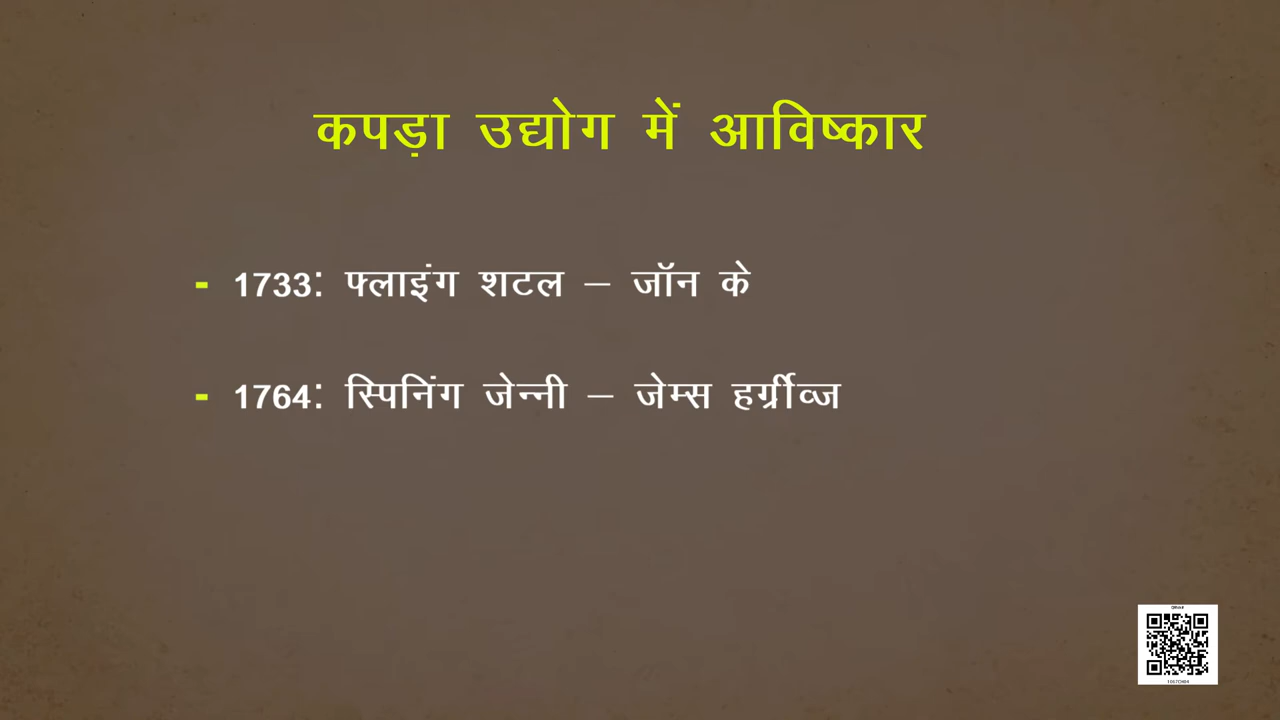 कपड़ा उद्योग में आविष्कार
- 1733: फ्लाइंग शटल – जॉन के
- 1764: स्पिनिंग जेन्नी – जेम्स हर्ग्रीव्ज